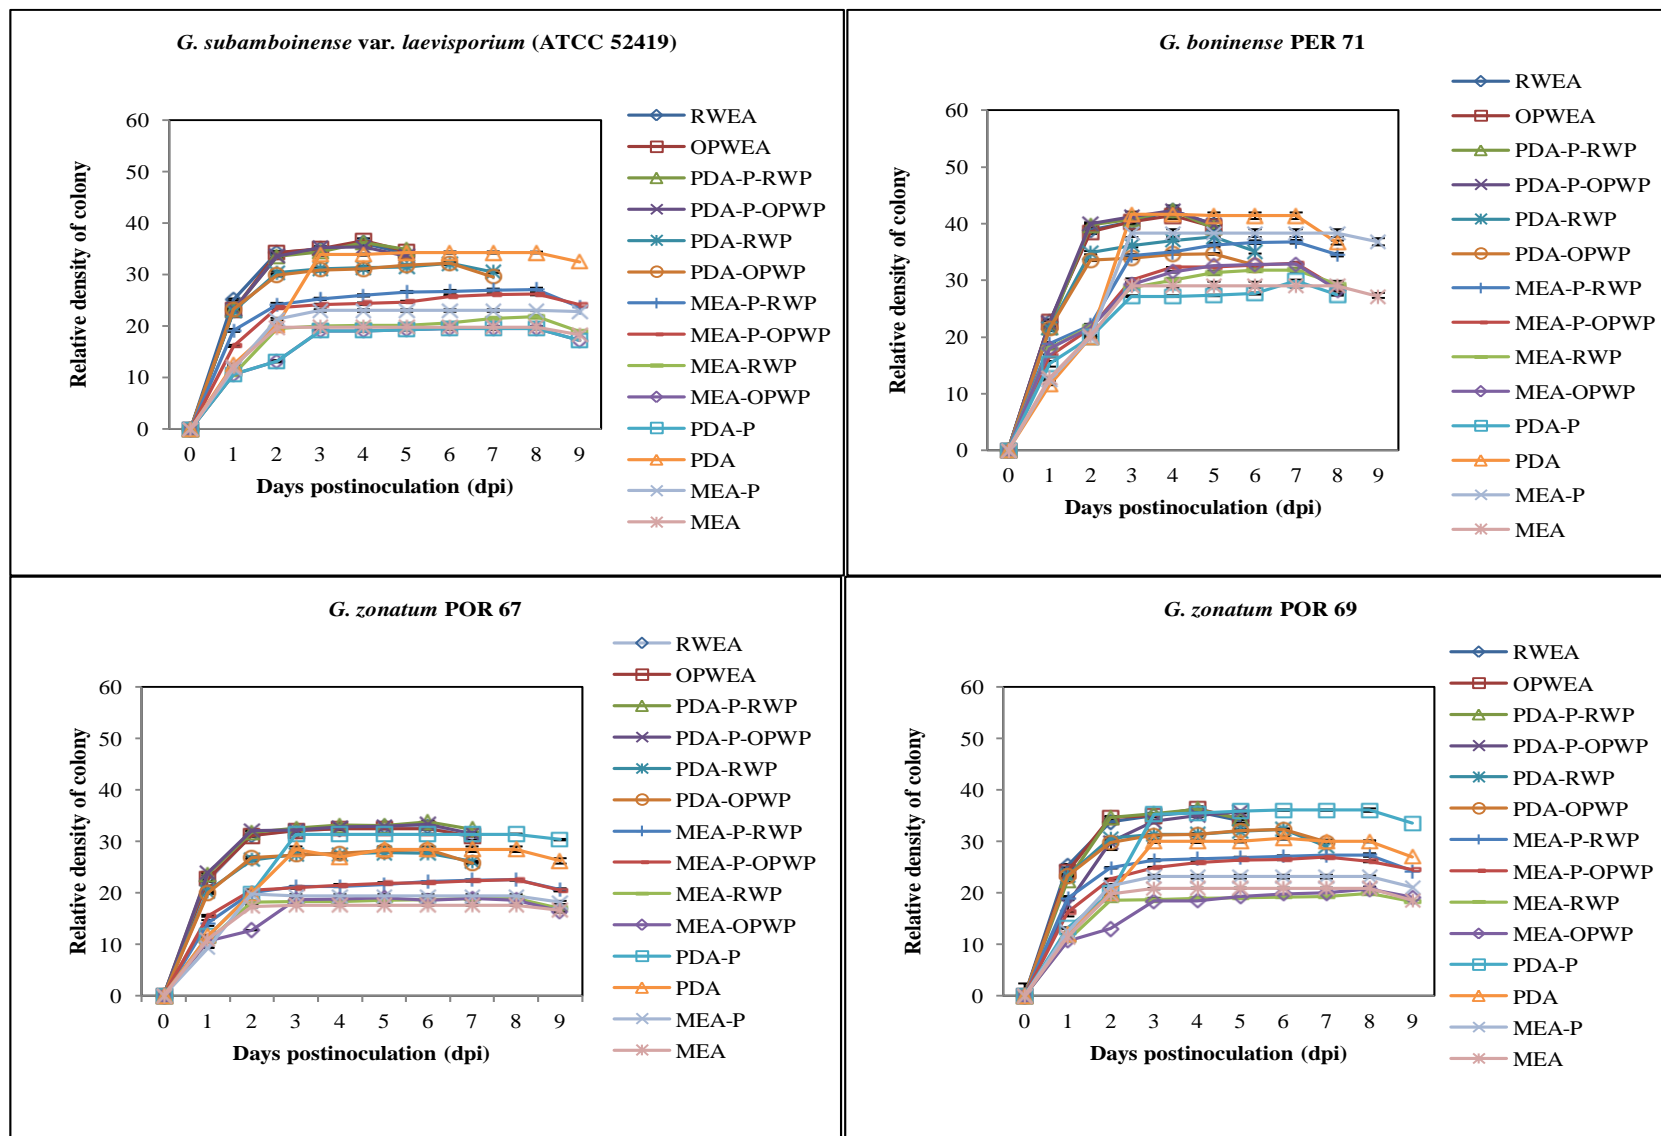 G. subamboinense var. laevisporium (ATCC 52419)
Relative density of colony
60
50
40
30
20
10
0
0 1 2 3 4 5 6 7 8 9
Days postinoculation (dpi)
RWEA
OPWEA
PDA-P-RWP
PDA-P-OPWP
PDA-RWP
PDA-OPWP
MEA-P-RWP
MEA-P-OPWP
MEA-RWP
MEA-OPWP
PDA-P
PDA
MEA-P
MEA
G. boninense PER 71
Relative density of colony
60
50
40
30
20
10
0
0 1 2 3 4 5 6 7 8 9
Days postinoculation (dpi)
RWEA
OPWEA
PDA-P-RWP
PDA-P-OPWP
PDA-RWP
PDA-OPWP
MEA-P-RWP
MEA-P-OPWP
MEA-RWP
MEA-OPWP
PDA-P
PDA
MEA-P
MEA
G. zonatum POR 67
Relative density of colony
60
50
40
30
20
10
0
0 1 2 3 4 5 6 7 8 9
Days postinoculation (dpi)
RWEA
OPWEA
PDA-P-RWP
PDA-P-OPWP
PDA-RWP
PDA-OPWP
MEA-P-RWP
MEA-P-OPWP
MEA-RWP
MEA-OPWP
PDA-P
PDA
MEA-P
MEA
G. zonatum POR 69
Relative density of colony
60
50
40
30
20
10
0
0 1 2 3 4 5 6 7 8 9
Days postinoculation (dpi)
RWEA
OPWEA
PDA-P-RWP
PDA-P-OPWP
PDA-RWP
PDA-OPWP
MEA-P-RWP
MEA-P-OPWP
MEA-RWP
MEA-OPWP
PDA-P
PDA
MEA-P
MEA